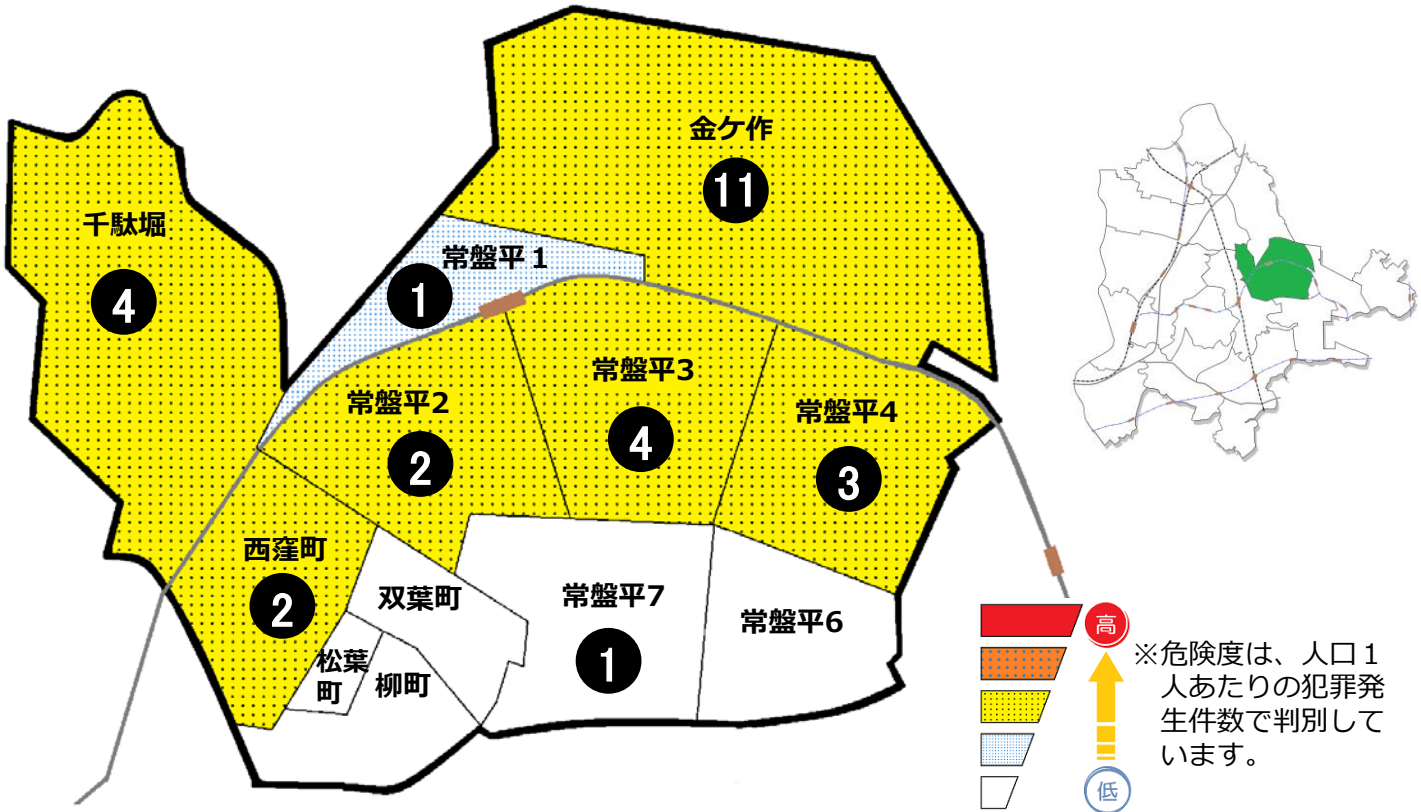 金ケ作
11
千駄堀
4
常盤平１
1
常盤平3
4
常盤平2
2
常盤平4
3
西窪町
2
双葉町
常盤平7
1
常盤平6
松葉
町
柳町
高
※危険度は、人口１
人あたりの犯罪発
生件数で判別して
います。
低